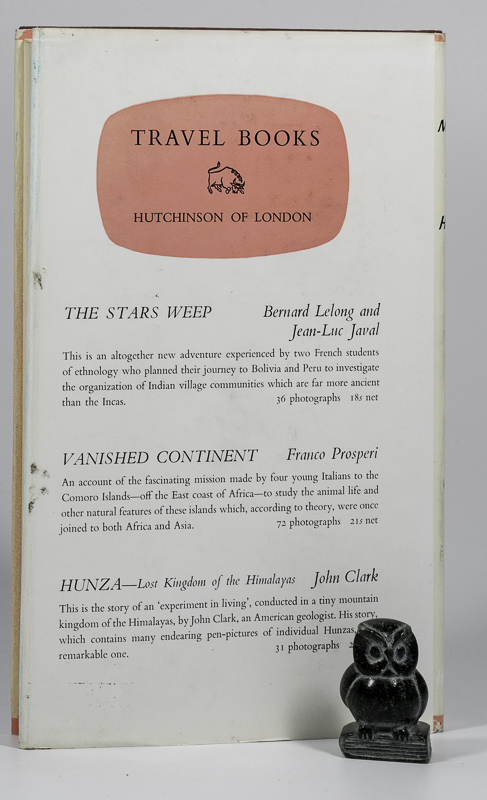 TRAVEL BOOKS
HUTCHINSON OF LONDON
THE STARS WEEP Bernard Lelong and
Jean-Luc Javal
This is an altogether new adventure experienced by two French students
of ethnology who planned their journey to Bolivia and Peru to investigate
the organization of Indian village communities which are far more ancient
than the Incas. 36 photographs 18s net
VANISHED CONTINENT Franco Prosperi
An account of the fascinating mission made by four young Italians to the
Comoro Islands—off the East coast of Africa—to study the animal life and
other natural features of these islands which, according to theory, were once
joined to both Africa and Asia. 72 photographs 21s net
HUNZA—Lost Kingdom of the Himalayas John Clark
This is the story of an ‘experiment in living’, conducted in a tiny mountain
kingdom of the Himalayas, by John Clark, an American geologist. His story,
which contains many endearing pen-pictures of individual Hunzas,
remarkable one. 31 photographs